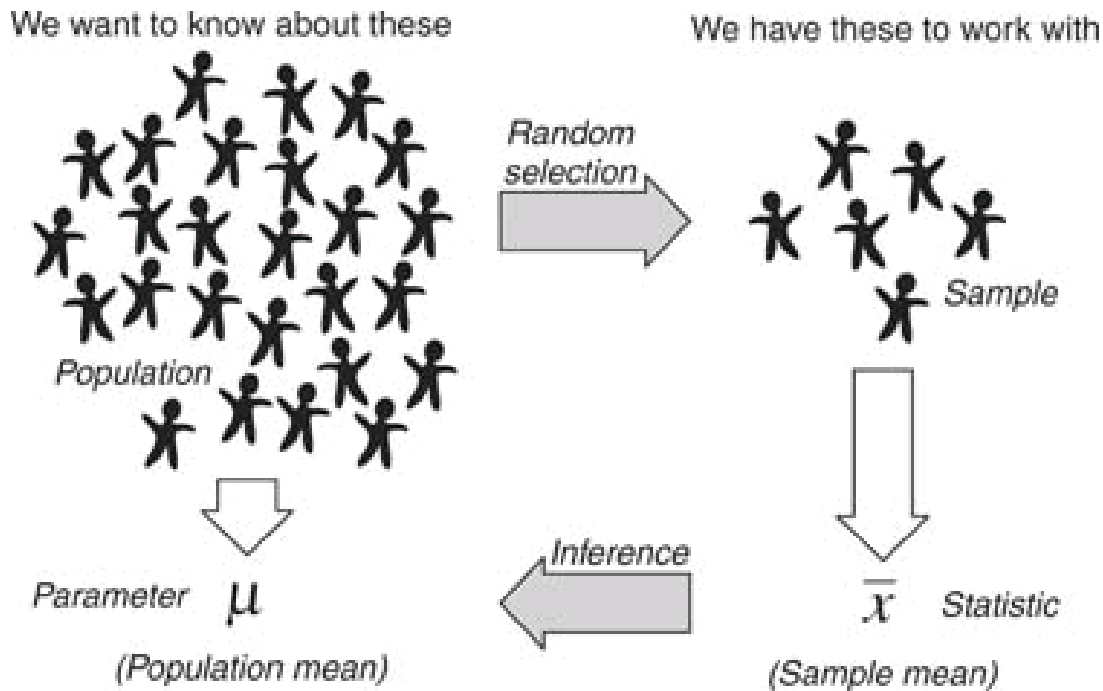 We want to know about these
We have these to work with
Random
selection
Sample
Population
Inference
Parameter μ
x̅ Statistic
(Population mean)
(Sample mean)